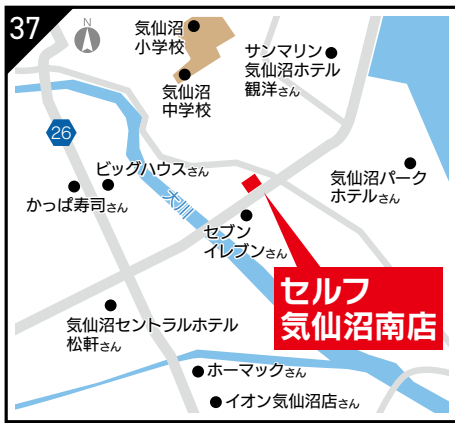 37
N
気仙沼
小学校
気仙沼
中学校
サンマリン
気仙沼ホテル
観洋さん
26
ビッグハウスさん
かっぱ寿司さん
大川
気仙沼パーク
ホテルさん
セブン
イレブンさん
セルフ
気仙沼南店
気仙沼セントラルホテル
松軒さん
ホーマックさん
イオン気仙沼店さん